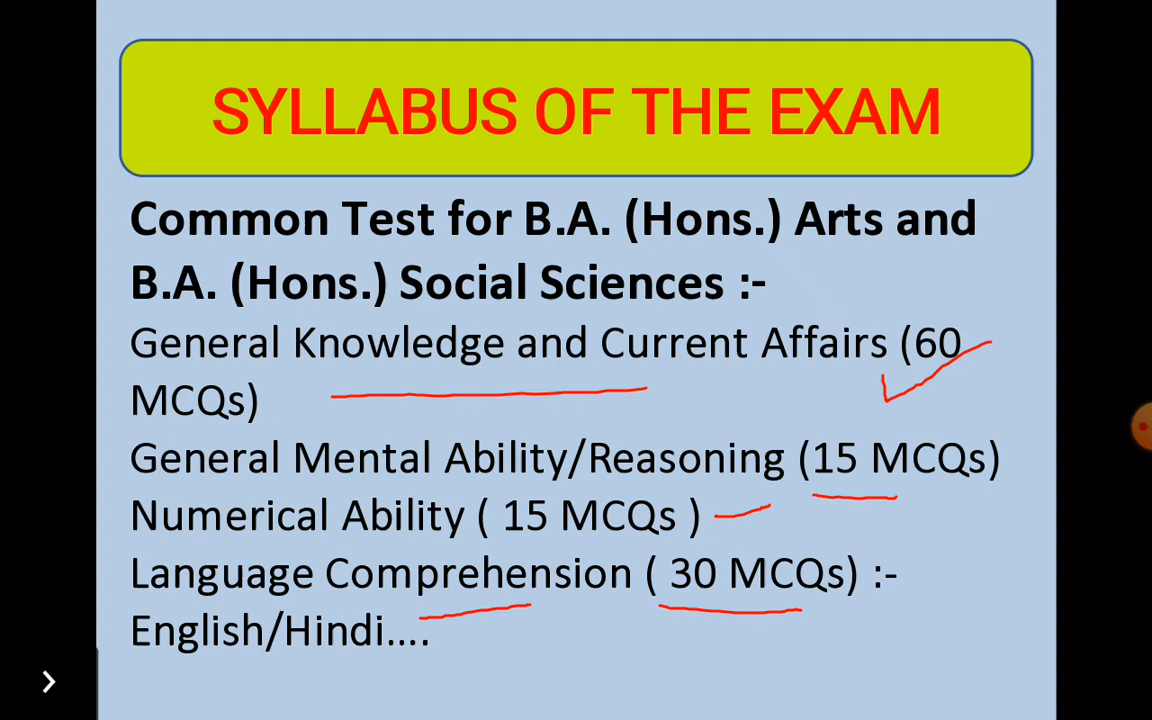 SYLLABUS OF THE EXAM
Common Test for B.A. (Hons.) Arts and
B.A. (Hons.) Social Sciences :-
General Knowledge and Current Affairs (60
MCQs)
General Mental Ability/Reasoning (15 MCQs)
Numerical Ability ( 15 MCQs )
Language Comprehension ( 30 MCQs) :-
English/Hindi....